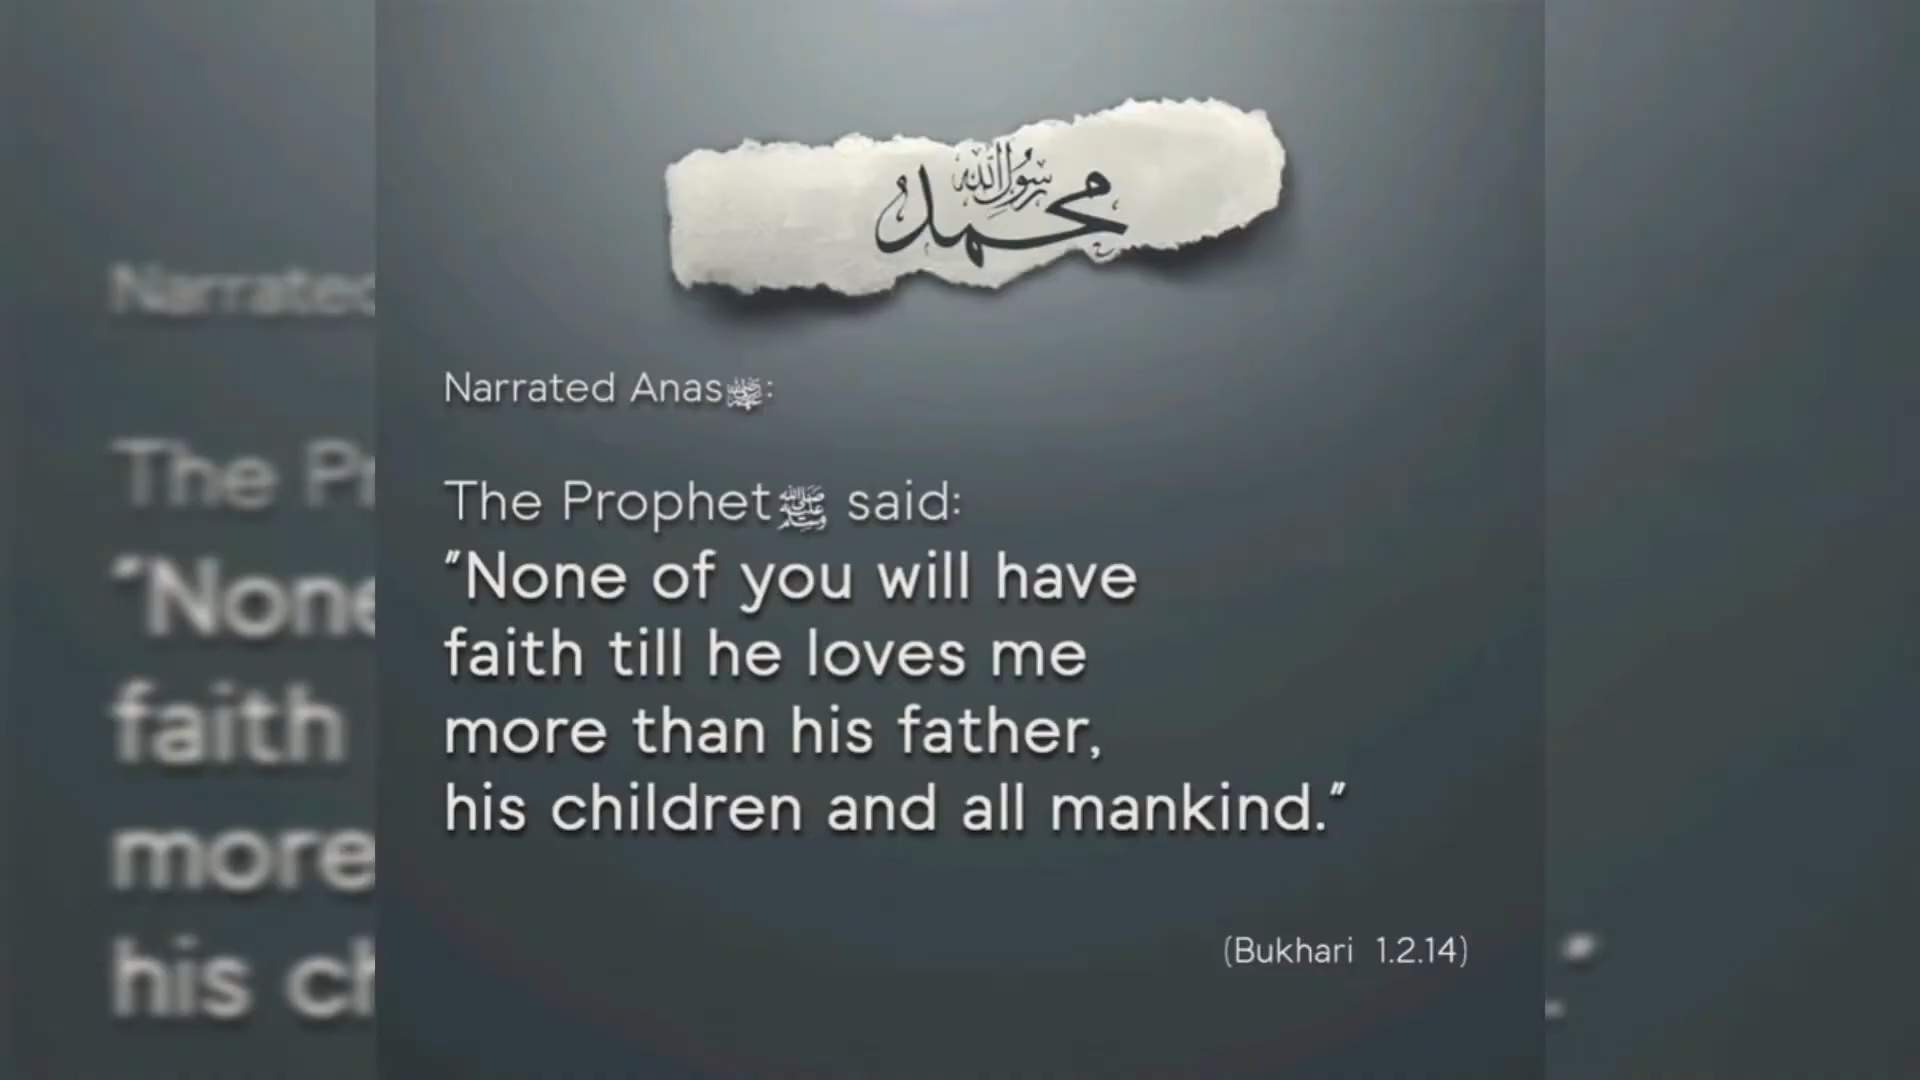 محمد رسول الله
Narrated Anas:
The Prophet ﷺ said:
"None of you will have
faith till he loves me
more than his father,
his children and all mankind."
(Bukhari 1.2.14)